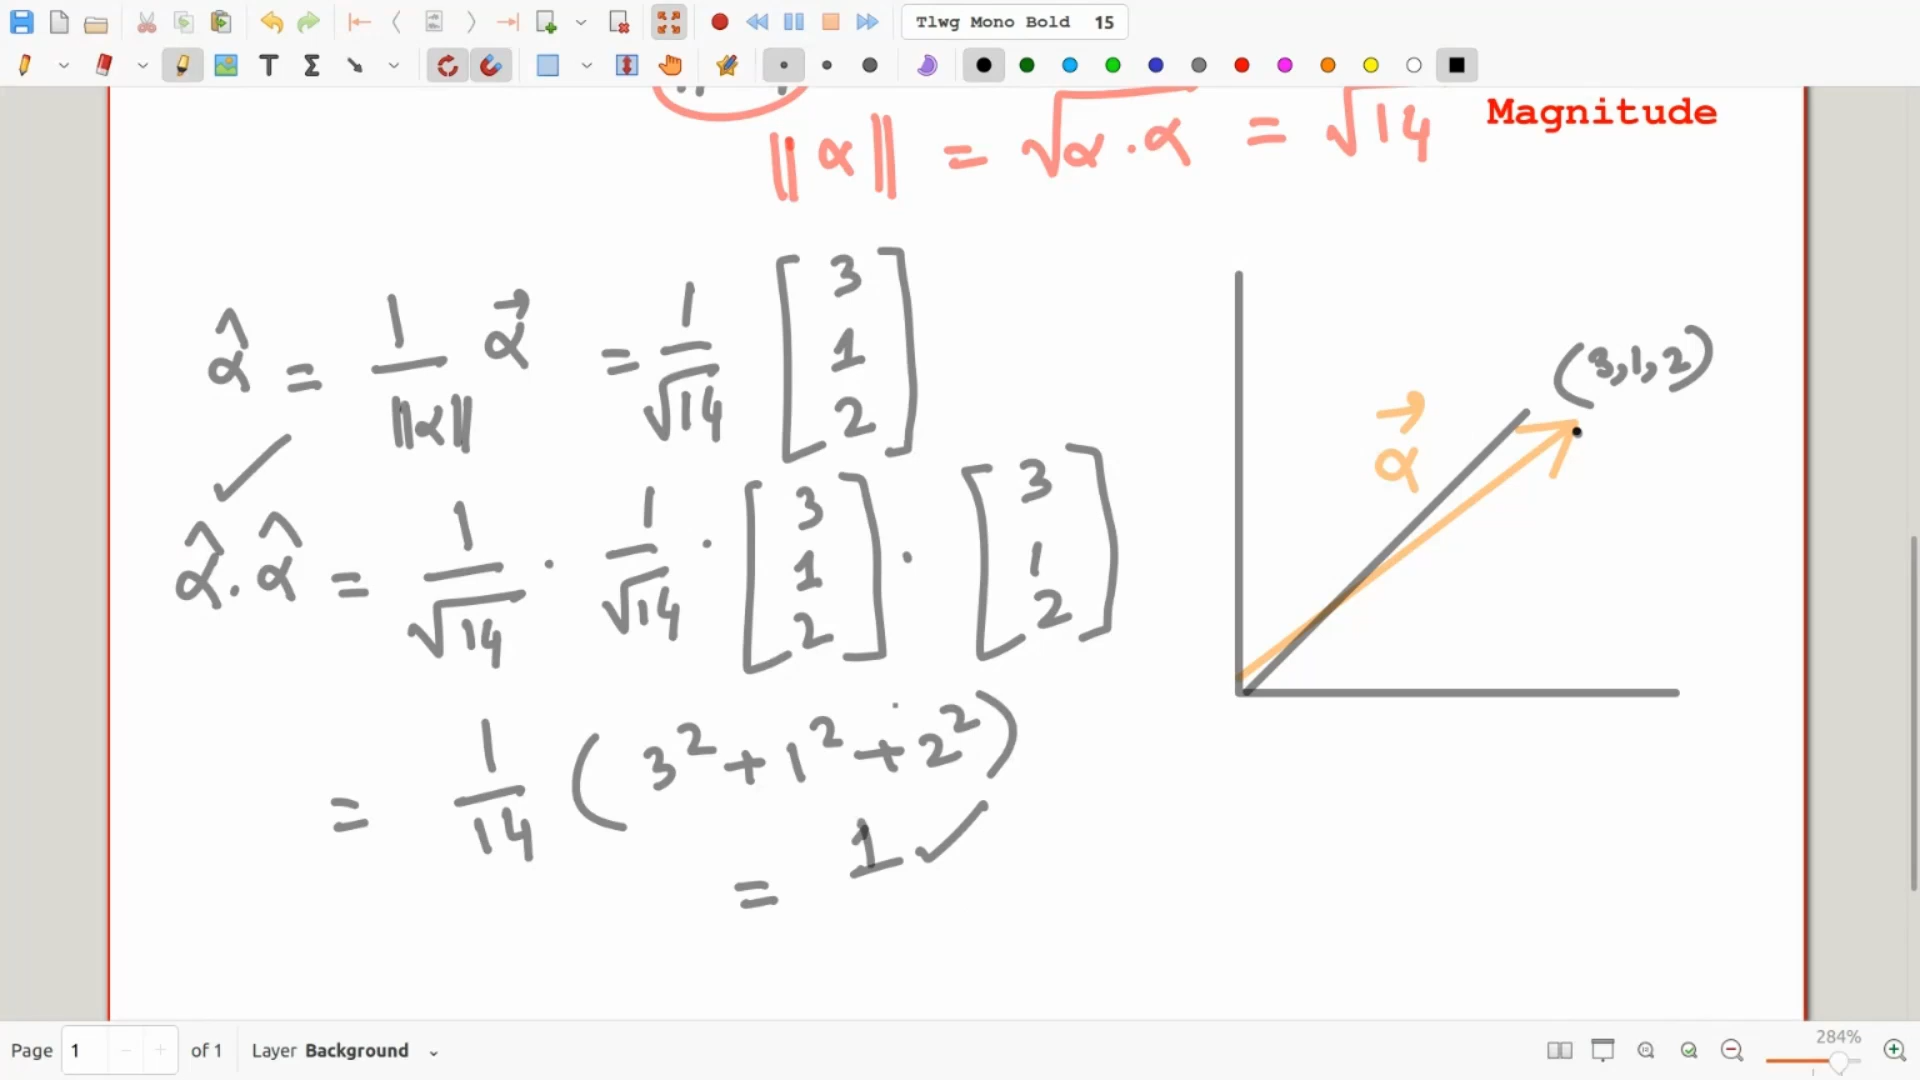 Tlwg Mono Bold 15
Magnitude
||α|| = √α·α = √14
α̂ = 1/||α|| α⃗ = 1/√14 [3 1 2]
(3,1,2)
α⃗
α̂·α̂ = 1/√14 · 1/√14 · [3 1 2] · [3 1 2]
= 1/14 (3² + 1² + 2²)
= 1 ✓
Page 1 of 1 Layer Background 284%